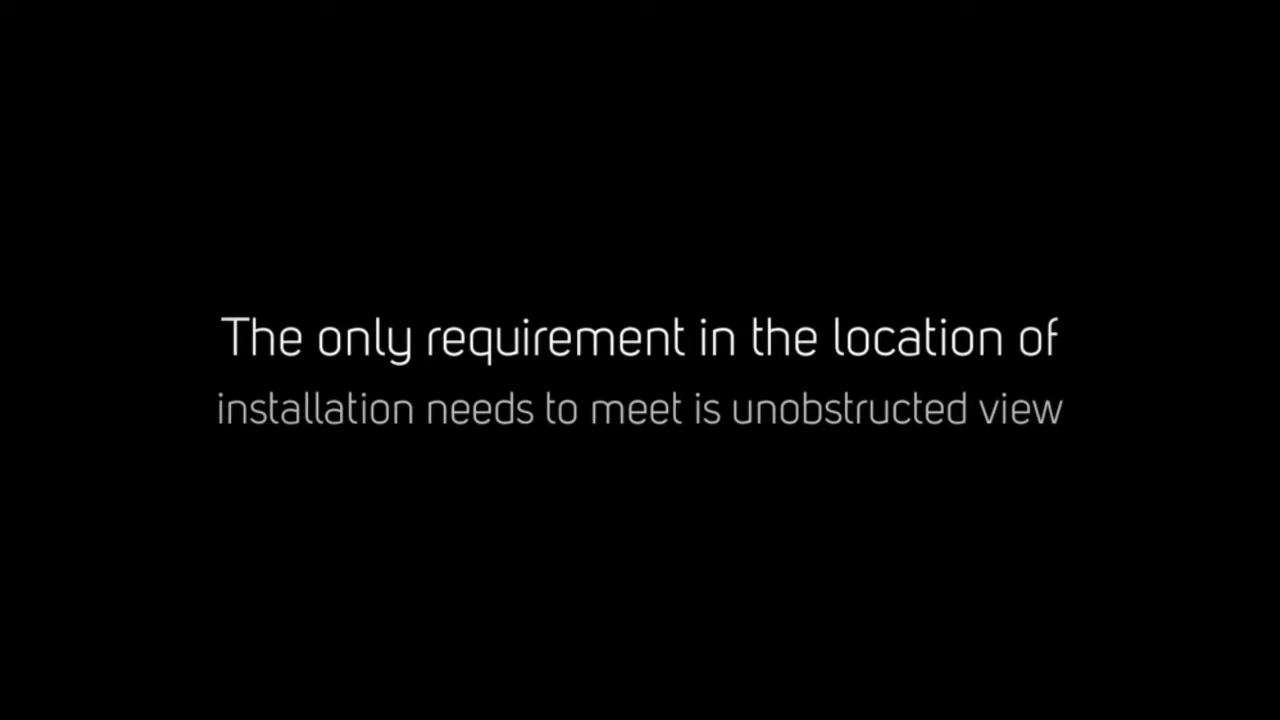 The only requirement in the location of
installation needs to meet is unobstructed view